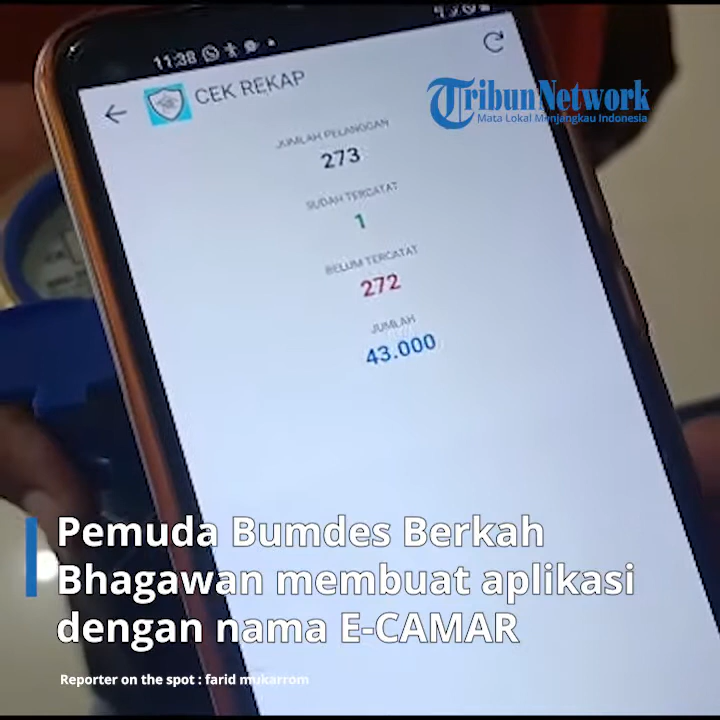 11:38
CEK REKAP
TribunNetwork
Mata Lokal Menjangkau Indonesia
JUMLAH PELANGGAN
273
SUDAH TERCATAT
1
BELUM TERCATAT
272
JUMLAH
43.000
Pemuda Bumdes Berkah
Bhagawan membuat aplikasi
dengan nama E-CAMAR
Reporter on the spot : farid mukarrom